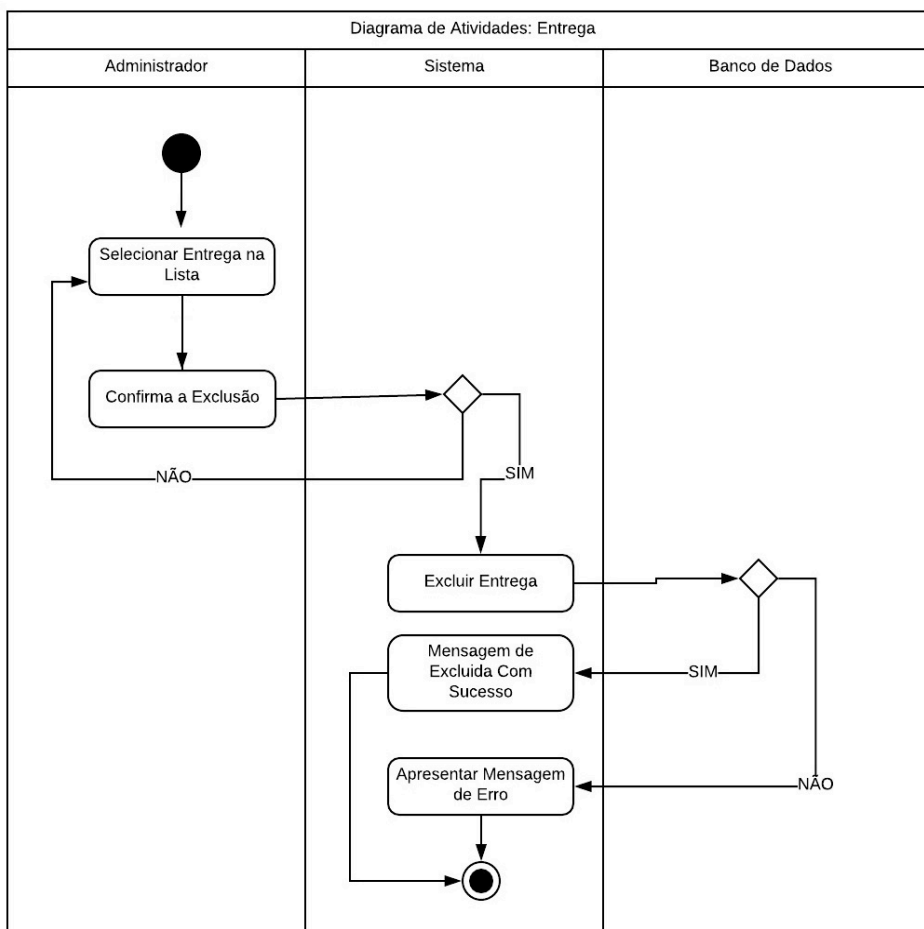 Diagrama de Atividades: Entrega
Administrador
Sistema
Banco de Dados
Selecionar Entrega na
Lista
Confirma a Exclusão
NÃO
SIM
Excluir Entrega
Mensagem de
Excluida Com
Sucesso
SIM
Apresentar Mensagem
de Erro
NÃO